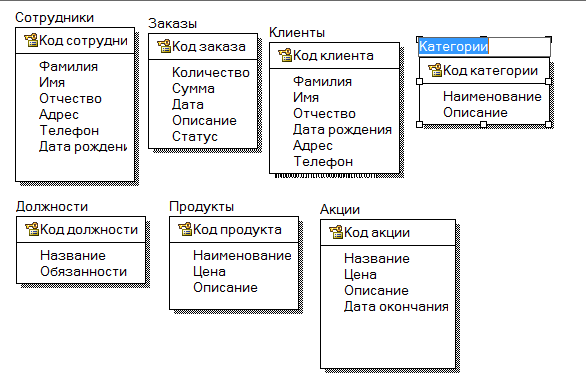 Сотрудники
Код сотрудни
Фамилия
Имя
Отчество
Адрес
Телефон
Дата рождени
Заказы
Код заказа
Количество
Сумма
Дата
Описание
Статус
Клиенты
Код клиента
Фамилия
Имя
Отчество
Дата рождения
Адрес
Телефон
Категории
Код категории
Наименование
Описание
Должности
Код должности
Название
Обязанности
Продукты
Код продукта
Наименование
Цена
Описание
Акции
Код акции
Название
Цена
Описание
Дата окончания